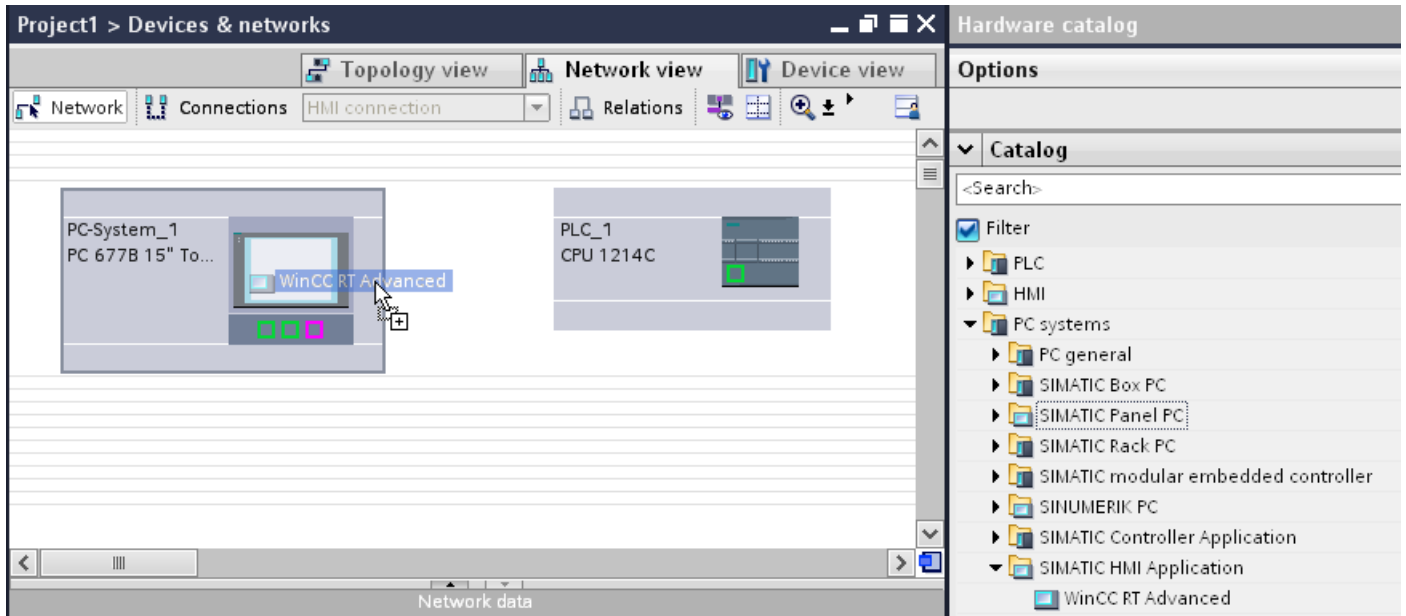 Project1 > Devices & networks
Topology view
Network view
Device view
Network
Connections
HMI connection
Relations
PC-System_1
PC 677B 15" To...
WinCC RT Advanced
PLC_1
CPU 1214C
Network data
Hardware catalog
Options
Catalog
<Search>
Filter
PLC
HMI
PC systems
PC general
SIMATIC Box PC
SIMATIC Panel PC
SIMATIC Rack PC
SIMATIC modular embedded controller
SINUMERIK PC
SIMATIC Controller Application
SIMATIC HMI Application
WinCC RT Advanced